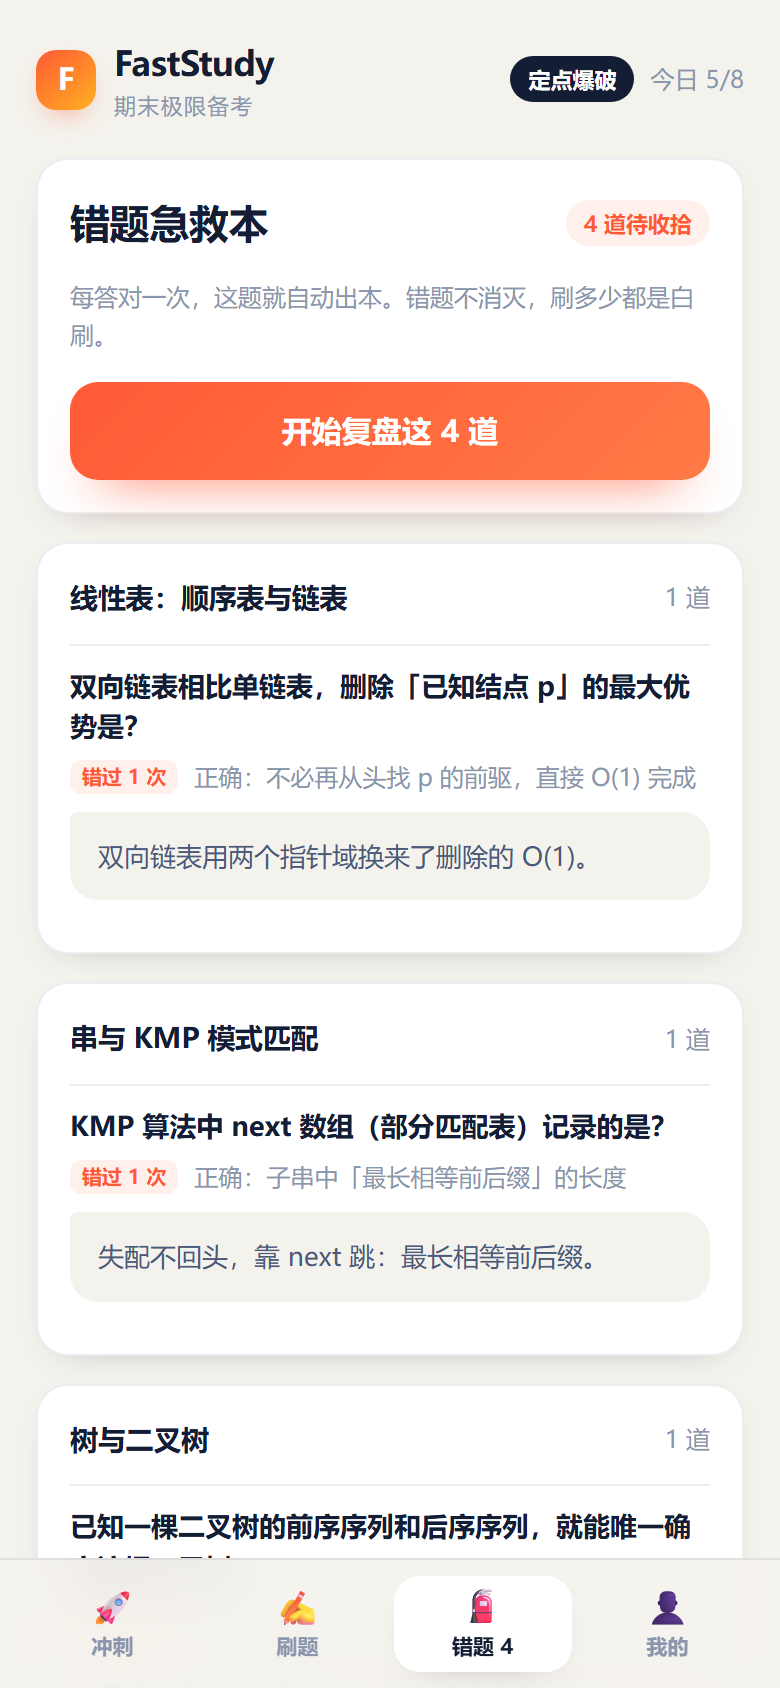 F
FastStudy
期末极限备考
定点爆破
今日 5/8
错题急救本
4 道待收拾
每答对一次，这题就自动出本。错题不消灭，刷多少都是白
刷。
开始复盘这 4 道
线性表：顺序表与链表
1 道
双向链表相比单链表，删除「已知结点 p」的最大优
势是？
错过 1 次
正确：不必再从头找 p 的前驱，直接 O(1) 完成
双向链表用两个指针域换来了删除的 O(1)。
串与 KMP 模式匹配
1 道
KMP 算法中 next 数组（部分匹配表）记录的是？
错过 1 次
正确：子串中「最长相等前后缀」的长度
失配不回头，靠 next 跳：最长相等前后缀。
树与二叉树
1 道
已知一棵二叉树的前序序列和后序序列，就能唯一确
冲刺
刷题
错题 4
我的